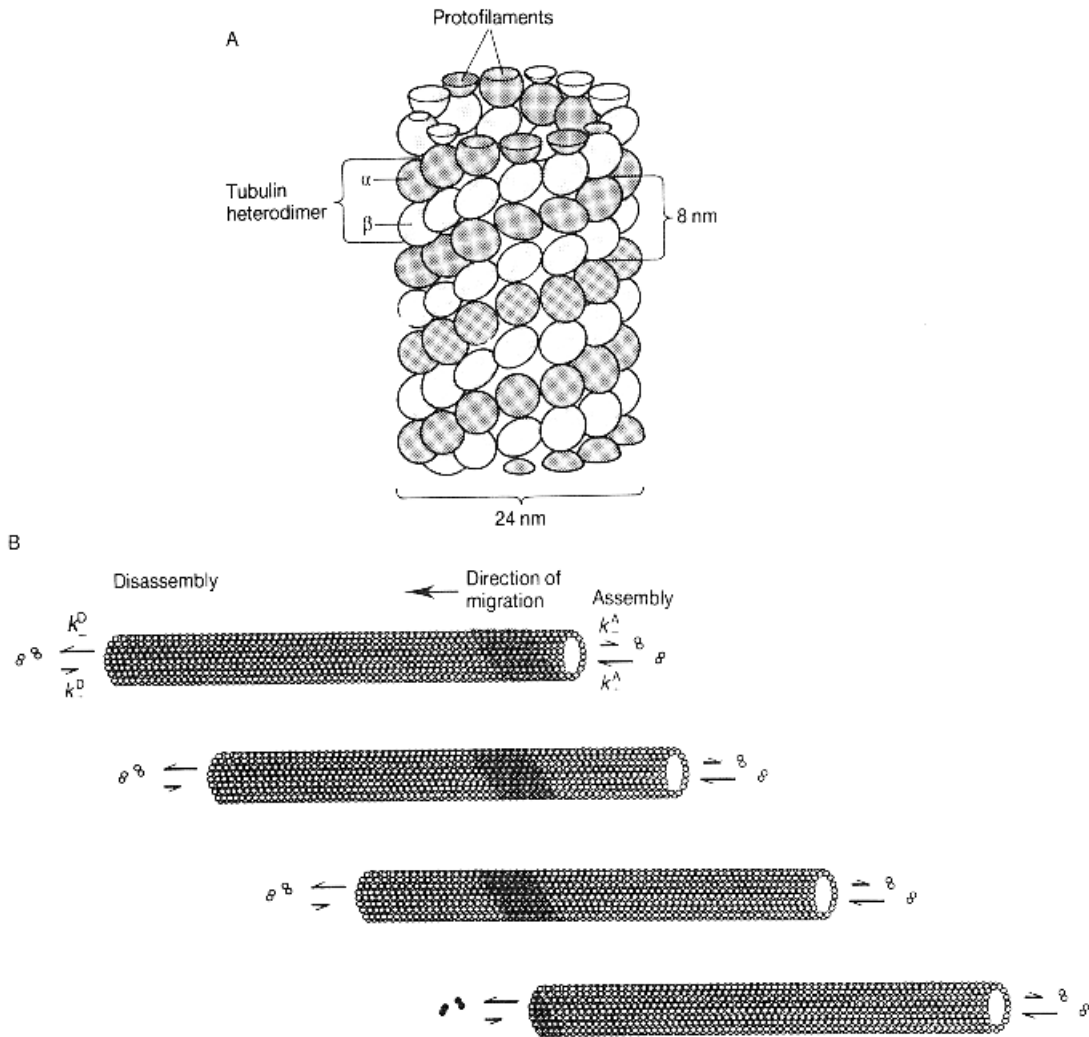 A
Protofilaments
Tubulin
heterodimer
α
β
8 nm
24 nm
B
Disassembly
Direction of
migration
Assembly